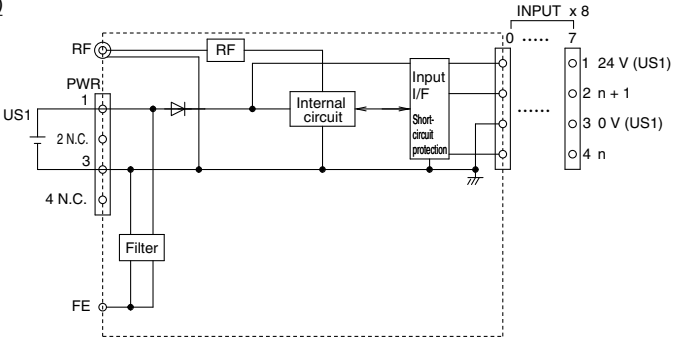 INPUT x 8
0 ..... 7
RF
RF
PWR
1
US1
2 N.C.
3
4 N.C.
Internal
circuit
Input
I/F
Short-
circuit
protection
......
1 24 V (US1)
2 n + 1
3 0 V (US1)
4 n
Filter
FE